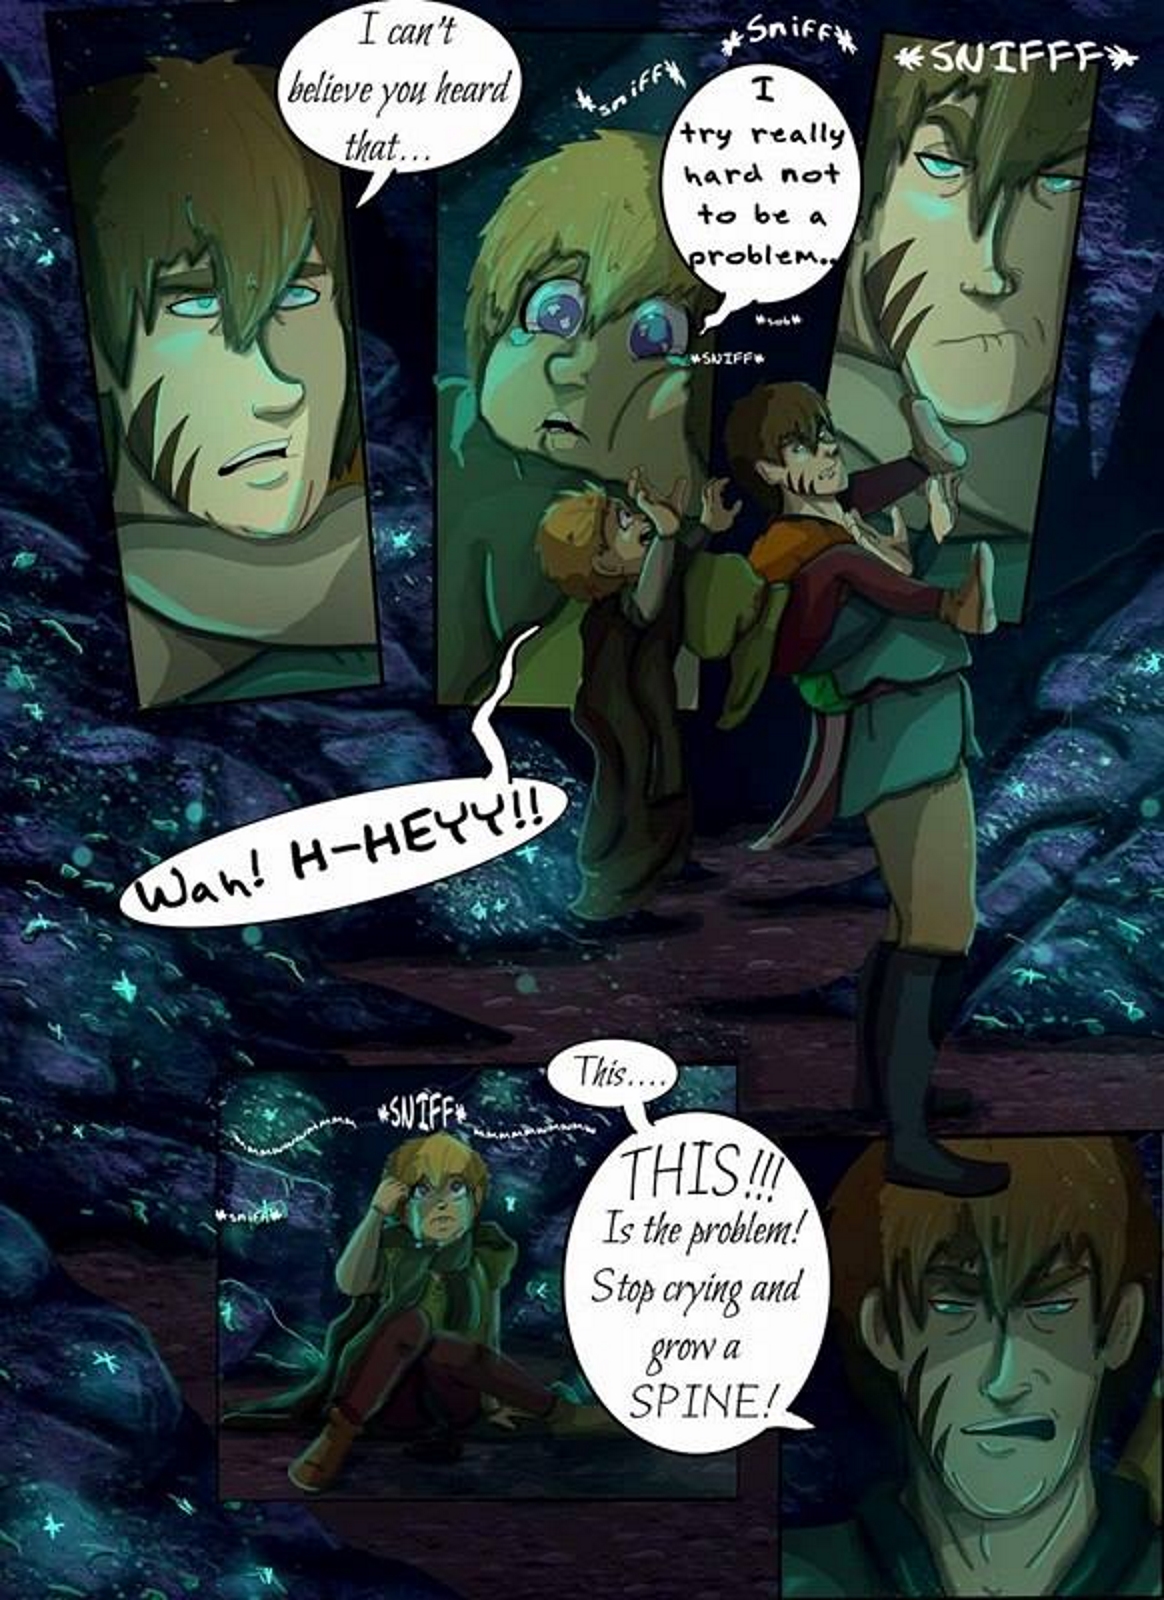 I can't
believe you heard
that...
*sniff*
*Sniff*
I
try really
hard not
to be a
problem..
*sob*
*SNIFF*
*SNIFFF*
Wah! H-HEYY!!
*SNIFF*
*sniff*
This....
THIS!!!
Is the problem!
Stop crying and
grow a
SPINE!